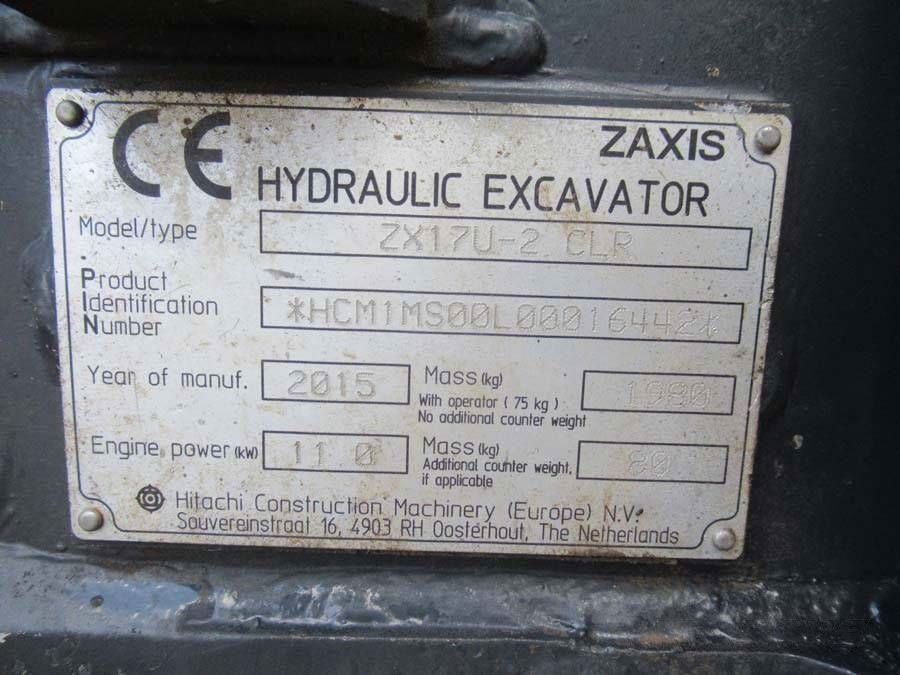 CE ZAXIS
HYDRAULIC EXCAVATOR
Model/type ZX17U-2 CLR
Product
Identification
Number *HCM1MS00L00016442*
Year of manuf. 2015 Mass (kg) 1980
With operator ( 75 kg )
No additional counter weight
Engine power (kW) 11 0 Mass (kg) 80
Additional counter weight,
if applicable
Hitachi Construction Machinery (Europe) N.V.
Souvereinstraat 16, 4903 RH Oosterhout, The Netherlands